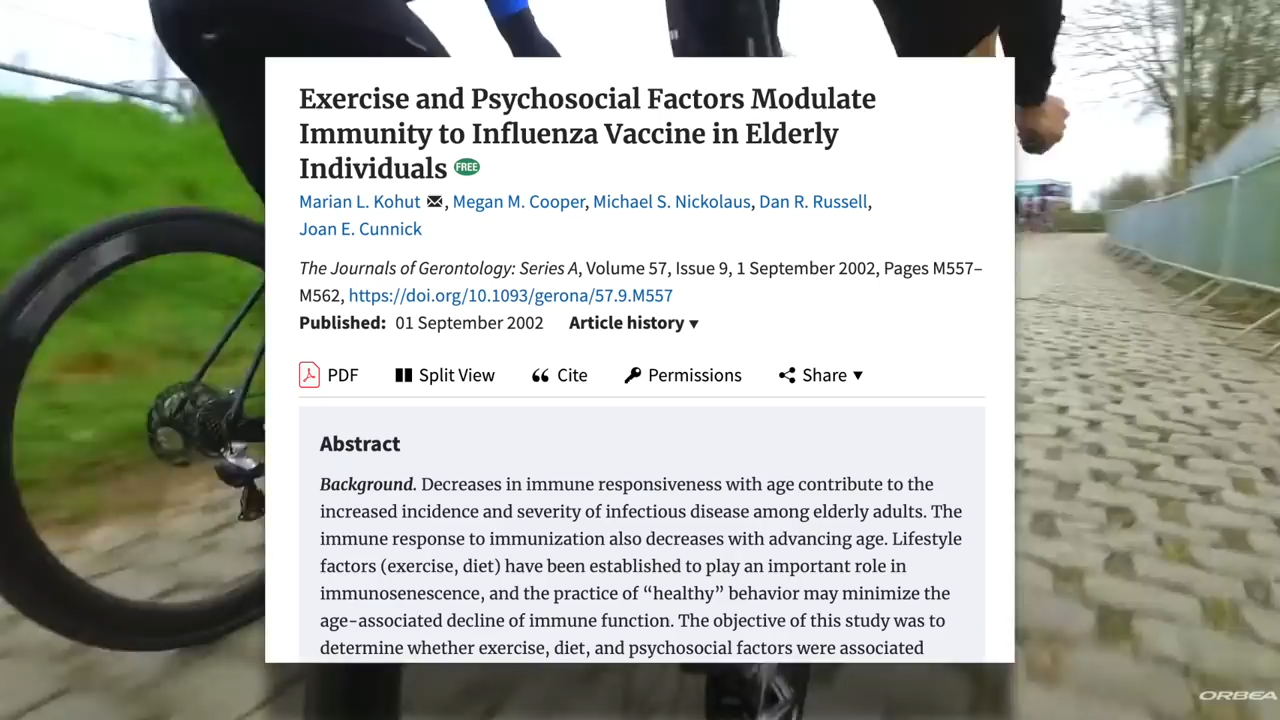 Exercise and Psychosocial Factors Modulate
Immunity to Influenza Vaccine in Elderly
Individuals FREE
Marian L. Kohut , Megan M. Cooper, Michael S. Nickolaus, Dan R. Russell,
Joan E. Cunnick
The Journals of Gerontology: Series A, Volume 57, Issue 9, 1 September 2002, Pages M557–
M562, https://doi.org/10.1093/gerona/57.9.M557
Published: 01 September 2002 Article history ▾
PDF Split View Cite Permissions Share ▾
Abstract
Background. Decreases in immune responsiveness with age contribute to the
increased incidence and severity of infectious disease among elderly adults. The
immune response to immunization also decreases with advancing age. Lifestyle
factors (exercise, diet) have been established to play an important role in
immunosenescence, and the practice of “healthy” behavior may minimize the
age-associated decline of immune function. The objective of this study was to
determine whether exercise, diet, and psychosocial factors were associated
ORBEA